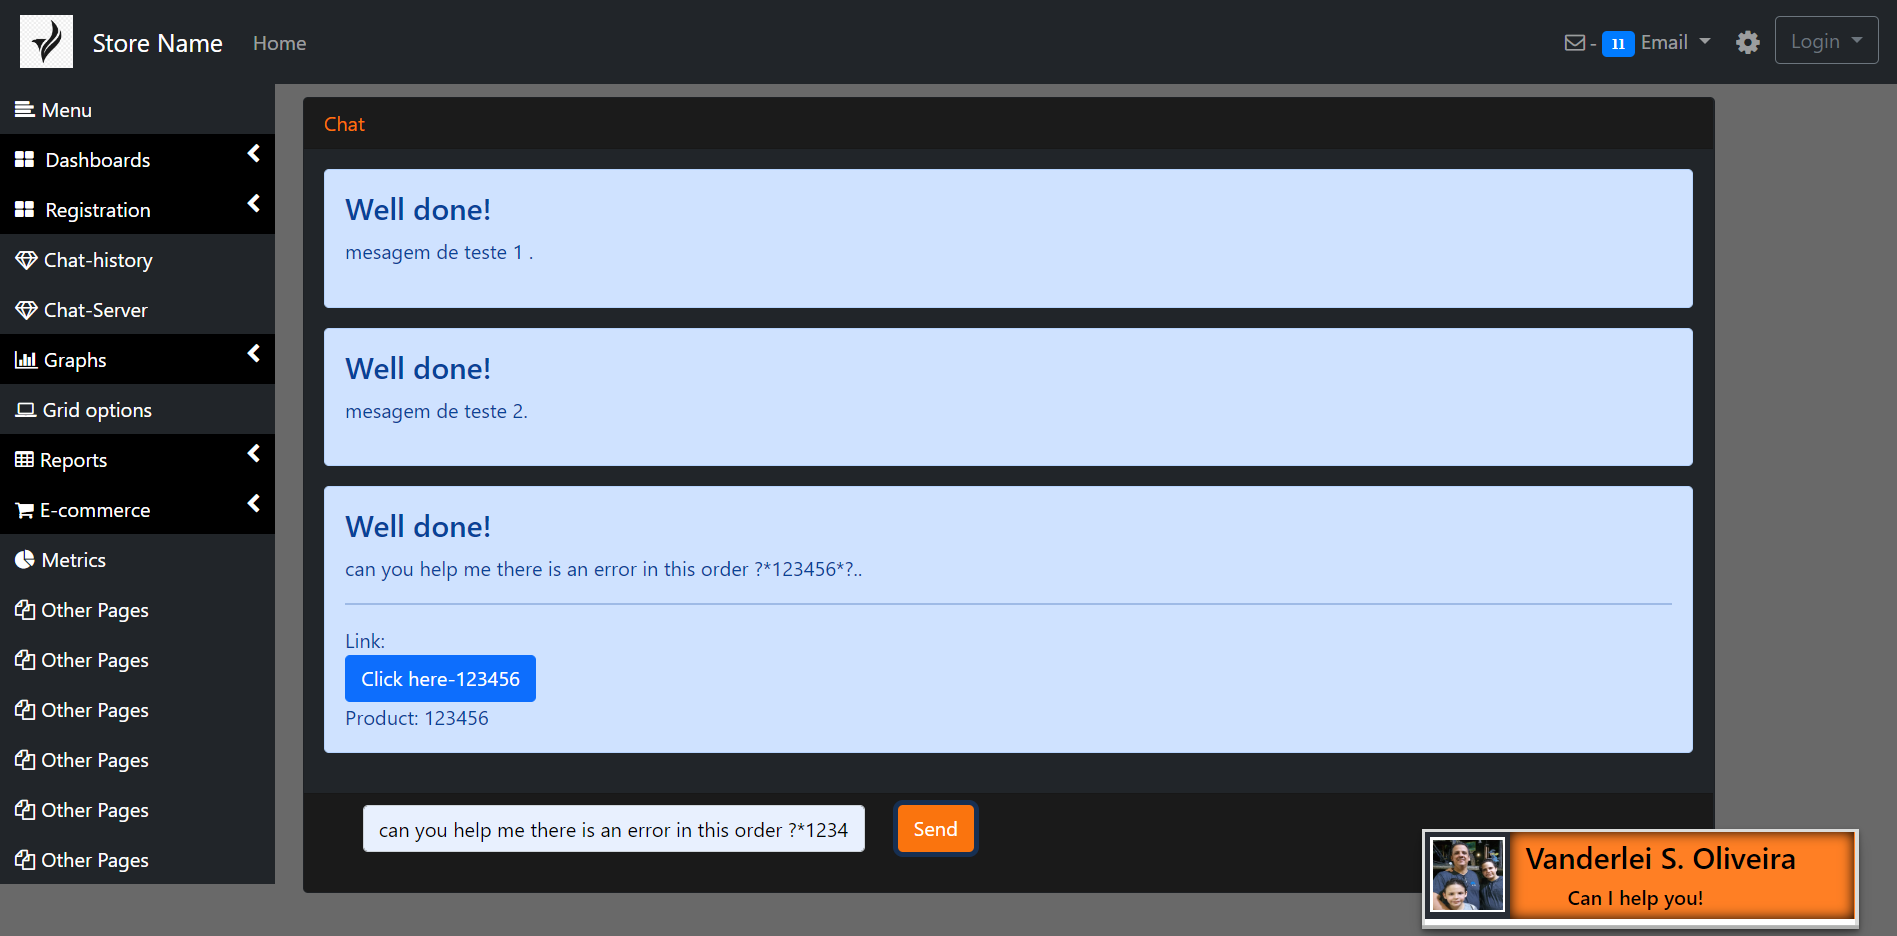 Store Name
Home
- 11 Email
Login
Menu
Dashboards
Registration
Chat-history
Chat-Server
Graphs
Grid options
Reports
E-commerce
Metrics
Other Pages
Other Pages
Other Pages
Other Pages
Other Pages
Other Pages
Chat
Well done!
mesagem de teste 1 .
Well done!
mesagem de teste 2.
Well done!
can you help me there is an error in this order ?*123456*?..
Link:
Click here-123456
Product: 123456
can you help me there is an error in this order ?*1234
Send
Vanderlei S. Oliveira
Can I help you!